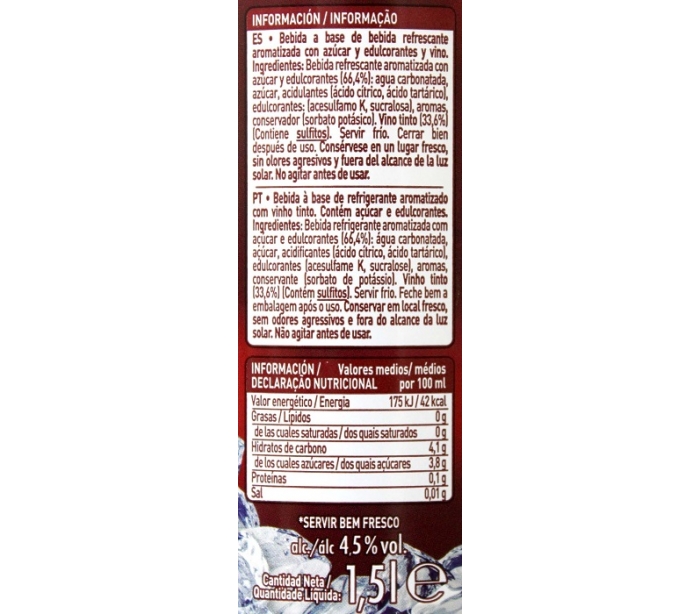 INFORMACIÓN / INFORMAÇÃO
ES • Bebida a base de bebida refrescante
aromatizada con azúcar y edulcorantes y vino.
Ingredientes: Bebida refrescante aromatizada con
azúcar y edulcorantes (66,4%): agua carbonatada,
azúcar, acidulantes (ácido cítrico, ácido tartárico),
edulcorantes: (acesulfamo K, sucralosa), aromas,
conservador (sorbato potásico). Vino tinto (33,6%)
(Contiene sulfitos). Servir frío. Cerrar bien
después de uso. Consérvese en un lugar fresco,
sin olores agresivos y fuera del alcance de la luz
solar. No agitar antes de usar.
PT • Bebida à base de refrigerante aromatizado
com vinho tinto. Contém açúcar e edulcorantes.
Ingredientes: Bebida refrigerante aromatizada com
açúcar e edulcorantes (66,4%): água carbonatada,
açúcar, acidificantes (ácido cítrico, ácido tartárico),
edulcorantes (acesulfame K, sucralose), aromas,
conservante (sorbato de potássio). Vinho tinto
(33,6%) (Contém sulfitos). Servir frio. Feche bem a
embalagem após o uso. Conservar em local fresco,
sem odores agressivos e fora do alcance da luz
solar. Não agitar antes de usar.
INFORMACIÓN / Valores medios/ médios
DECLARAÇÃO NUTRICIONAL por 100 ml
Valor energético / Energia 175 kJ / 42 kcal
Grasas / Lípidos 0 g
de las cuales saturadas / dos quais saturados 0 g
Hidratos de carbono 4,1 g
de los cuales azúcares / dos quais açúcares 3,8 g
Proteínas 0,1 g
Sal 0,01 g
*SERVIR BEM FRESCO
alc./álc 4,5 % vol.
Cantidad Neta /
Quantidade Líquida: 1,5l e